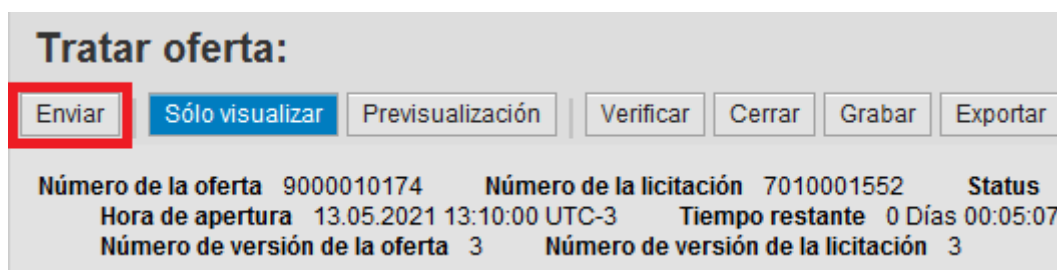 Tratar oferta:
Enviar Sólo visualizar Previsualización Verificar Cerrar Grabar Exportar
Número de la oferta 9000010174 Número de la licitación 7010001552 Status
Hora de apertura 13.05.2021 13:10:00 UTC-3 Tiempo restante 0 Días 00:05:07
Número de versión de la oferta 3 Número de versión de la licitación 3